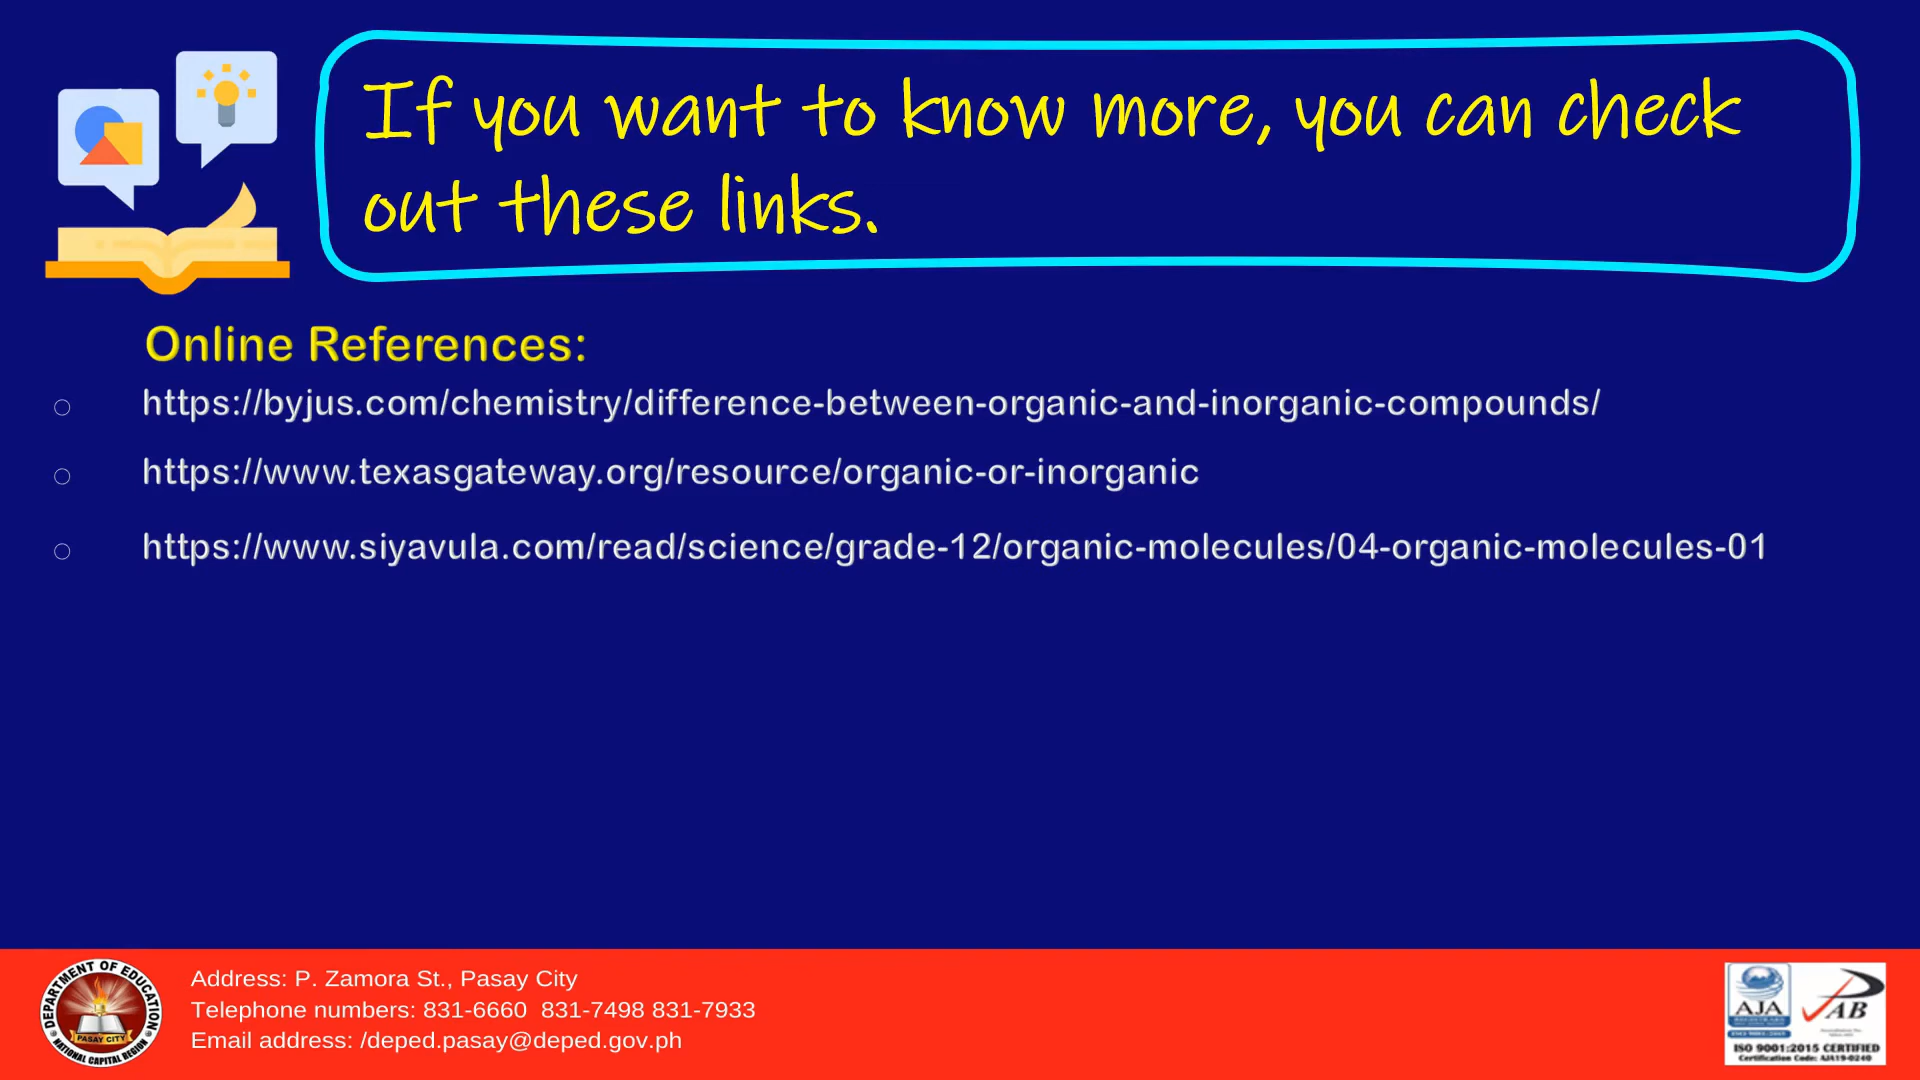 If you want to know more, you can check
out these links.
Online References:
https://byjus.com/chemistry/difference-between-organic-and-inorganic-compounds/
https://www.texasgateway.org/resource/organic-or-inorganic
https://www.siyavula.com/read/science/grade-12/organic-molecules/04-organic-molecules-01
DEPARTMENT OF EDUCATION
PASAY CITY
NATIONAL CAPITAL REGION
Address: P. Zamora St., Pasay City
Telephone numbers: 831-6660  831-7498 831-7933
Email address: /deped.pasay@deped.gov.ph
AJA
PAB
ISO 9001:2015 CERTIFIED
Certification Code: AJA19-0240